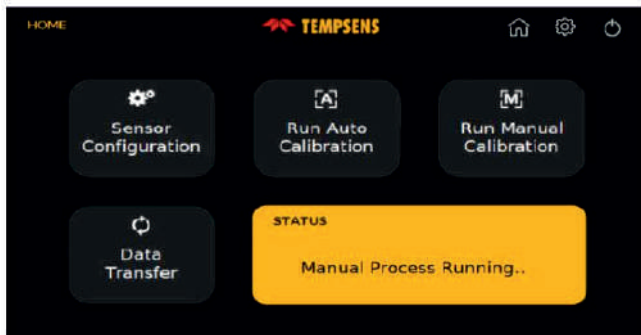 HOME
TEMPSENS
Sensor
Configuration
[A]
Run Auto
Calibration
[M]
Run Manual
Calibration
Data
Transfer
STATUS
Manual Process Running..